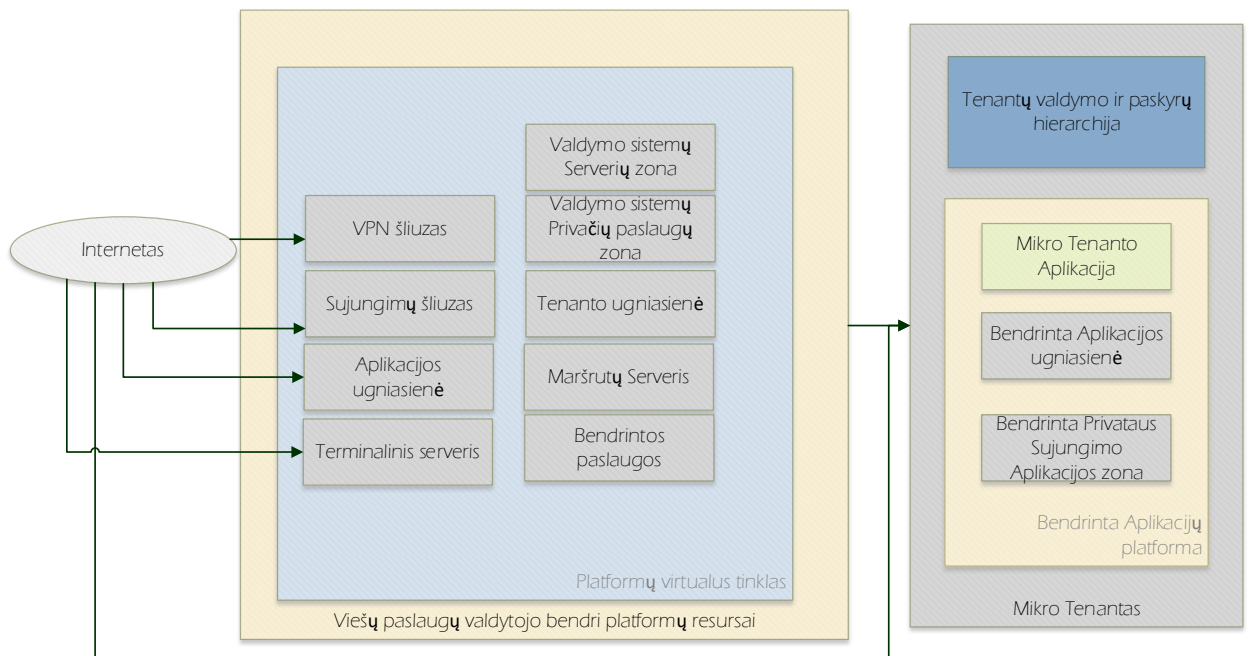 Internetas
VPN šliuzas
Sujungimų šliuzas
Aplikacijos
ugniasienė
Terminalinis serveris
Valdymo sistemų
Serverių zona
Valdymo sistemų
Privačių paslaugų
zona
Tenanto ugniasienė
Maršrutų Serveris
Bendrintos
paslaugos
Platformų virtualus tinklas
Viešų paslaugų valdytojo bendri platformų resursai
Tenantų valdymo ir paskyrų
hierarchija
Mikro Tenanto
Aplikacija
Bendrinta Aplikacijos
ugniasienė
Bendrinta Privataus
Sujungimo
Aplikacijos zona
Bendrinta Aplikacijų
platforma
Mikro Tenantas